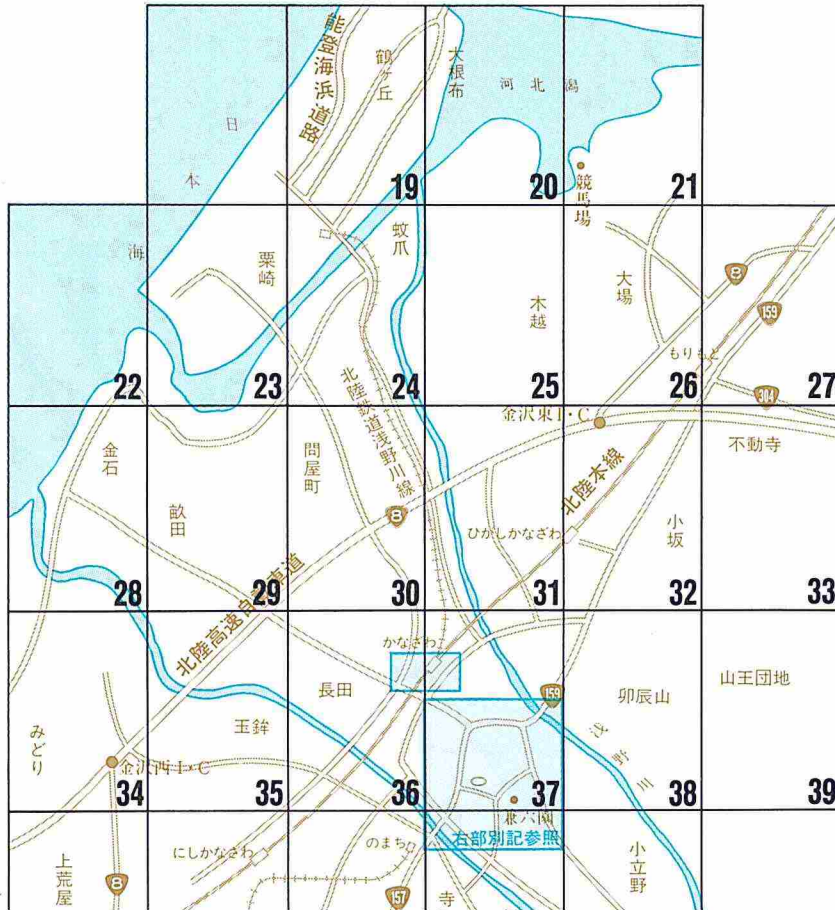 能登海浜道路
鶴ヶ丘
大根布
河北潟
日本海
19
20
競馬場
21
粟崎
蚊爪
木越
大場
8
159
もりもと
304
22
23
24
25
26
27
北陸鉄道浅野川線
金沢東I・C
不動寺
金石
畝田
問屋町
8
北陸本線
ひがしかなざわ
小坂
28
29
30
31
32
33
北陸高速自動車道
かなざわ
長田
159
卯辰山
山王団地
みどり
玉鉾
浅野川
金沢西I・C
34
35
36
37
38
39
兼六園
右部別記参照
上荒屋
8
にしかなざわ
のまち
157
寺
小立野